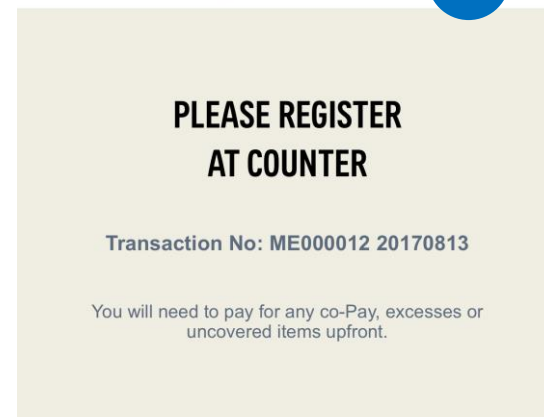 PLEASE REGISTER
AT COUNTER
Transaction No: ME000012 20170813
You will need to pay for any co-Pay, excesses or
uncovered items upfront.